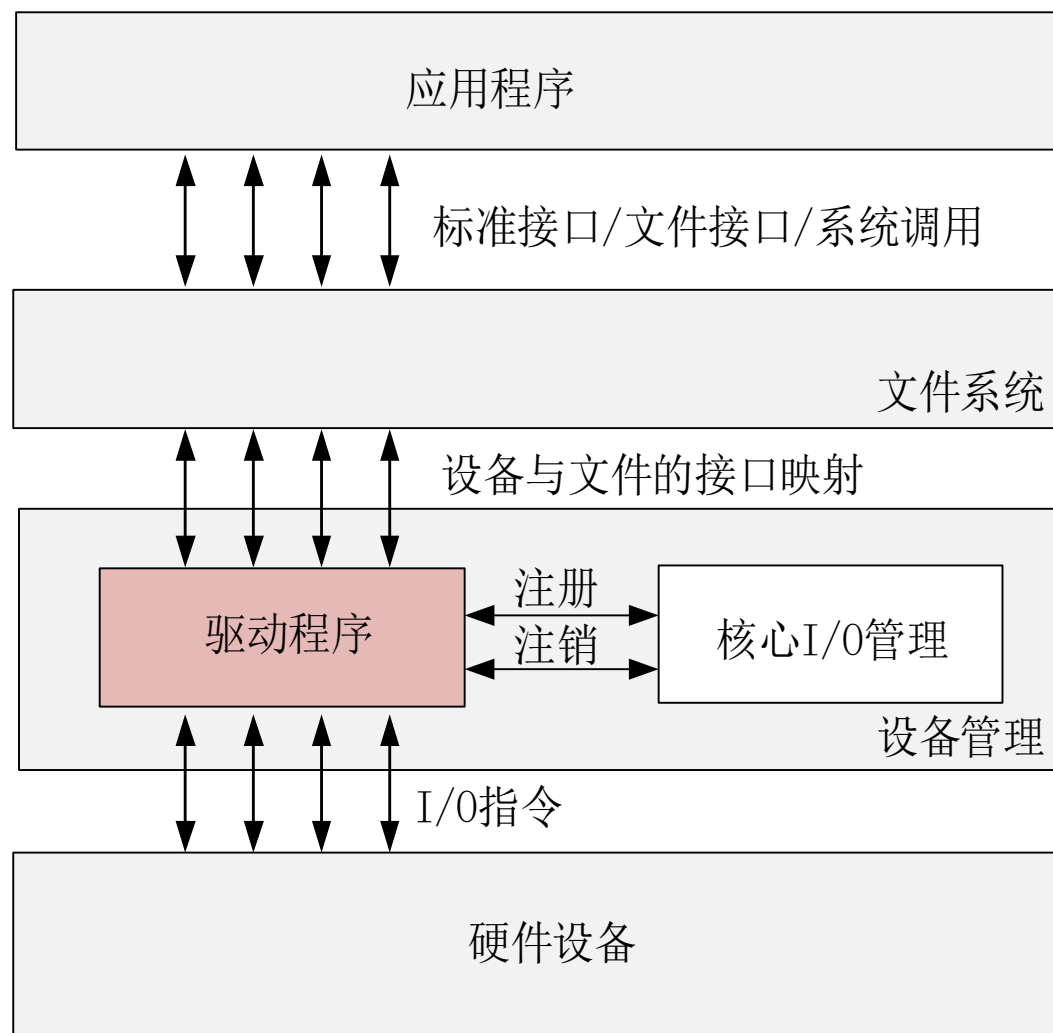 应用程序
标准接口/文件接口/系统调用
文件系统
设备与文件的接口映射
注册
驱动程序
注销
核心I/O管理
设备管理
I/O指令
硬件设备